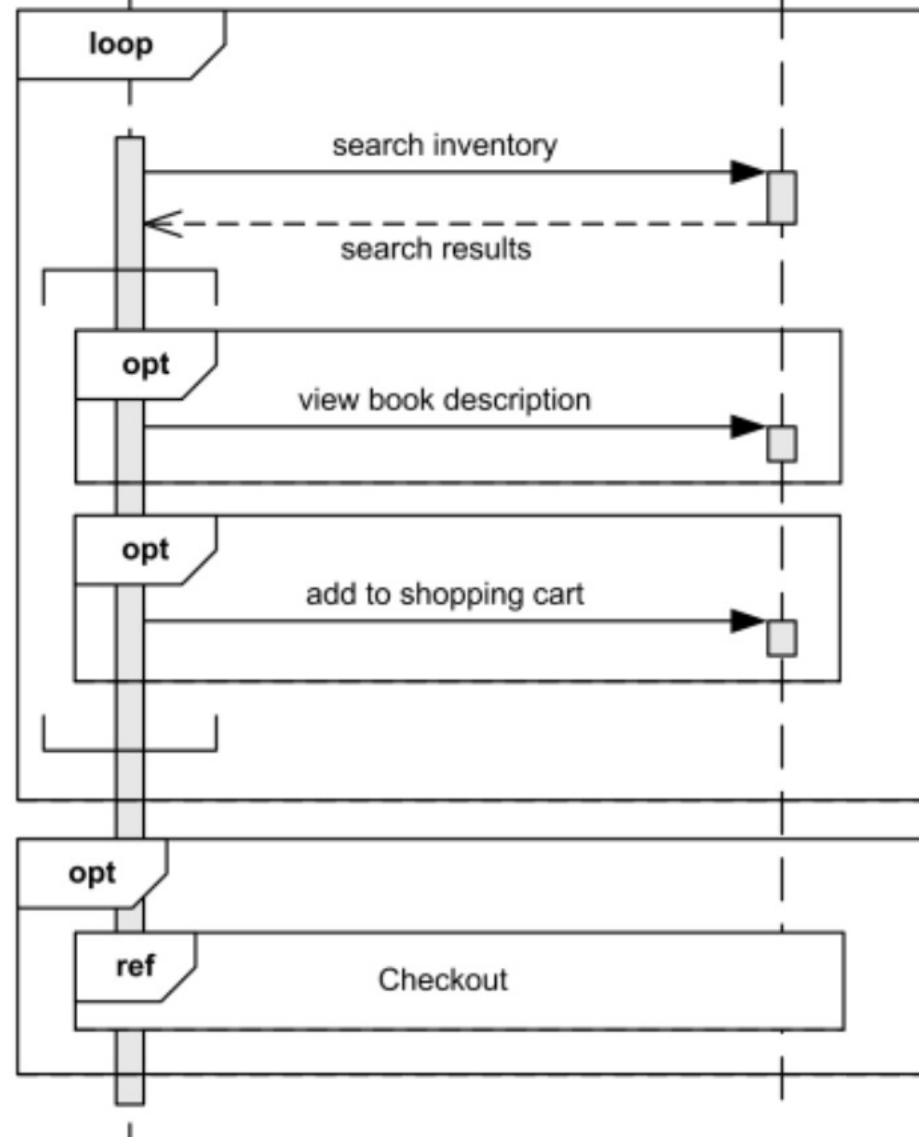 loop
search inventory
search results
opt
view book description
opt
add to shopping cart
opt
ref
Checkout